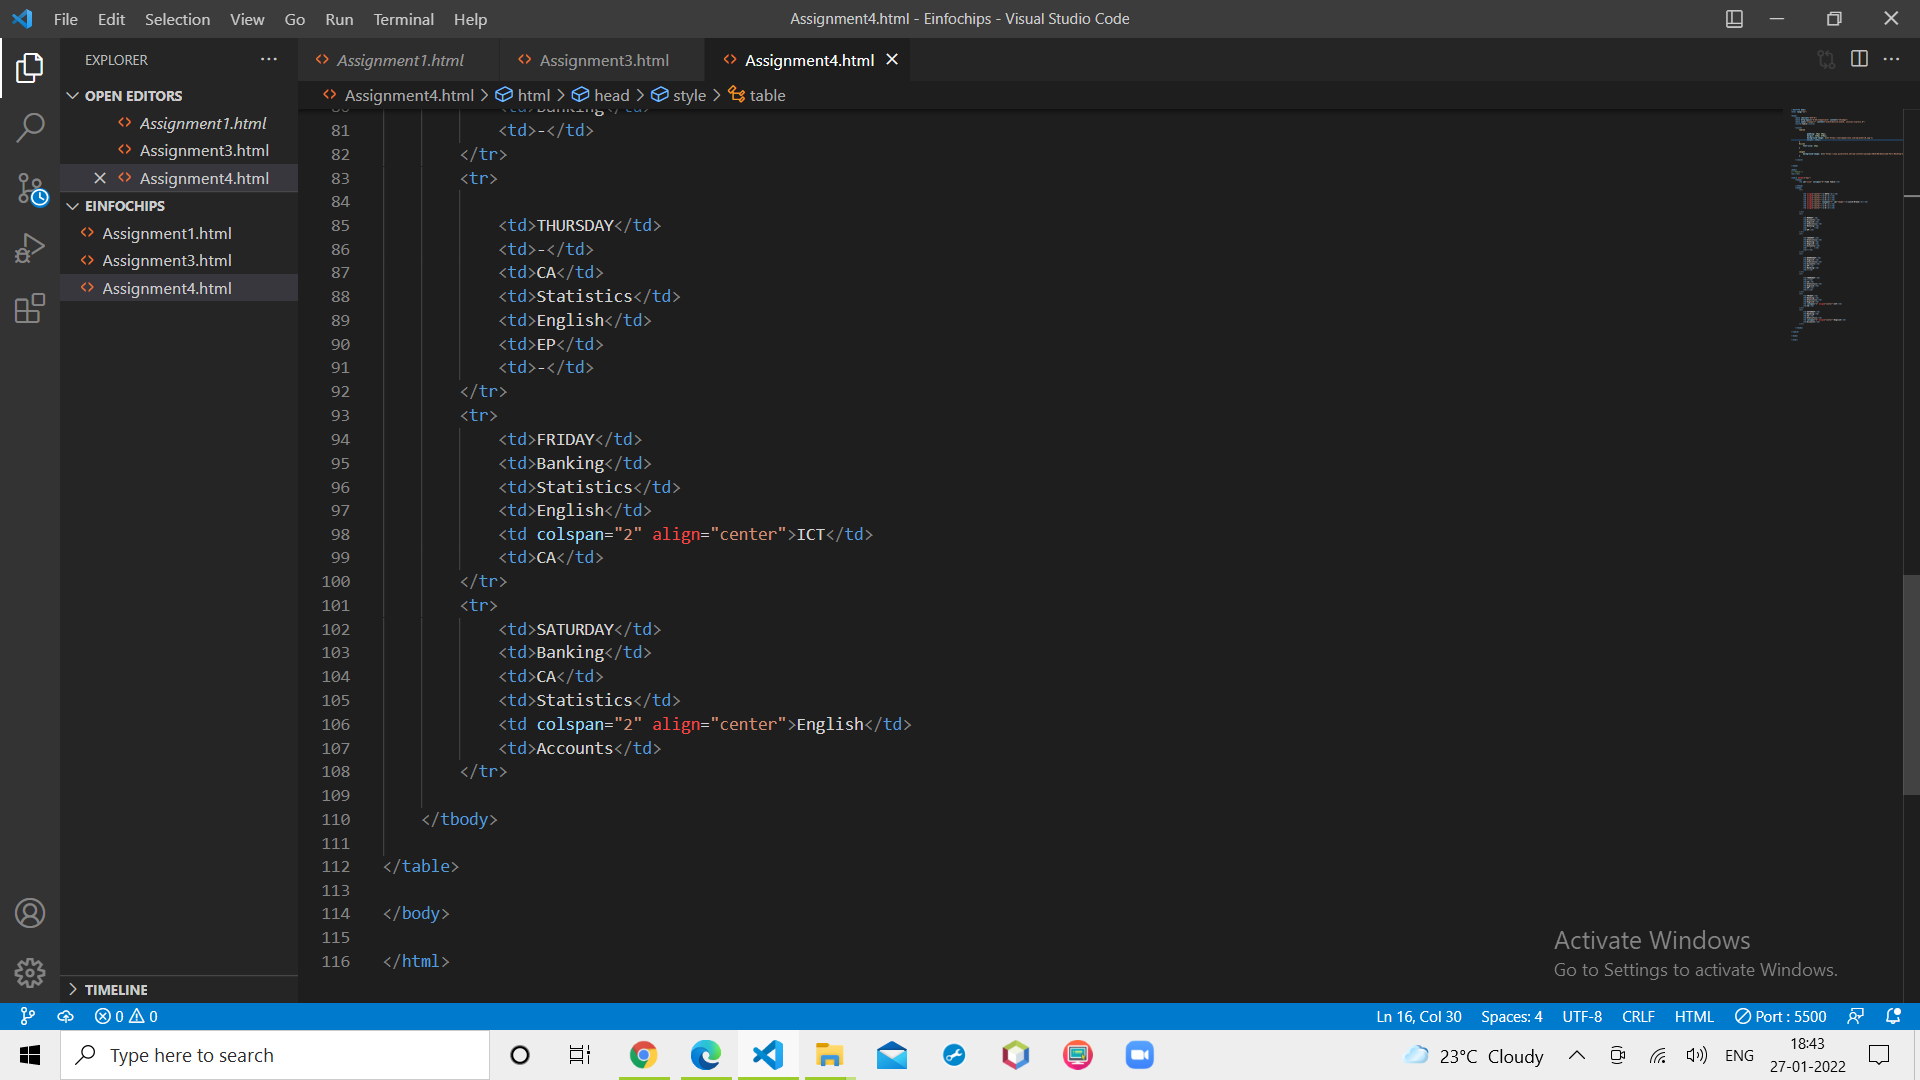 File Edit Selection View Go Run Terminal Help
Assignment4.html - Einfochips - Visual Studio Code
EXPLORER
Assignment1.html
Assignment3.html
Assignment4.html
OPEN EDITORS
Assignment1.html
Assignment3.html
Assignment4.html
EINFOCHIPS
Assignment1.html
Assignment3.html
Assignment4.html
TIMELINE
Assignment4.html > html > head > style > table
81 <td>-</td>
82 </tr>
83 <tr>
84
85 <td>THURSDAY</td>
86 <td>-</td>
87 <td>CA</td>
88 <td>Statistics</td>
89 <td>English</td>
90 <td>EP</td>
91 <td>-</td>
92 </tr>
93 <tr>
94 <td>FRIDAY</td>
95 <td>Banking</td>
96 <td>Statistics</td>
97 <td>English</td>
98 <td colspan="2" align="center">ICT</td>
99 <td>CA</td>
100 </tr>
101 <tr>
102 <td>SATURDAY</td>
103 <td>Banking</td>
104 <td>CA</td>
105 <td>Statistics</td>
106 <td colspan="2" align="center">English</td>
107 <td>Accounts</td>
108 </tr>
109
110 </tbody>
111
112 </table>
113
114 </body>
115
116 </html>
Activate Windows
Go to Settings to activate Windows.
0 0
Ln 16, Col 30 Spaces: 4 UTF-8 CRLF HTML Port : 5500
Type here to search
23°C Cloudy
ENG
18:43
27-01-2022